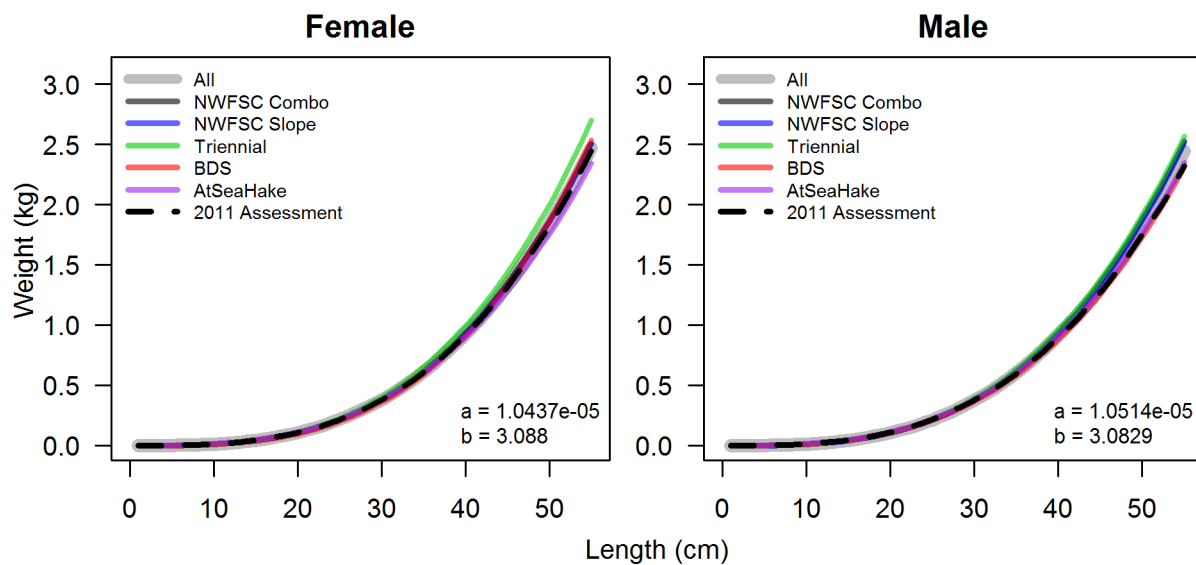 Female
Male
Weight (kg)
3.0
2.5
2.0
1.5
1.0
0.5
0.0
All
NWFSC Combo
NWFSC Slope
Triennial
BDS
AtSeaHake
2011 Assessment
a = 1.0437e-05
b = 3.088
0 10 20 30 40 50
3.0
2.5
2.0
1.5
1.0
0.5
0.0
All
NWFSC Combo
NWFSC Slope
Triennial
BDS
AtSeaHake
2011 Assessment
a = 1.0514e-05
b = 3.0829
0 10 20 30 40 50
Length (cm)